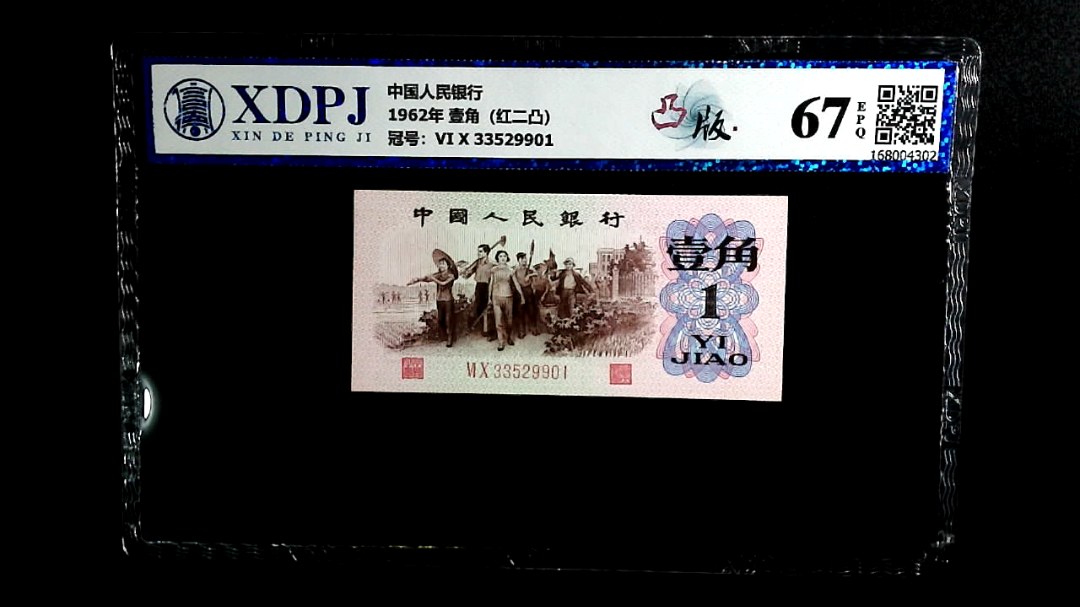 XDPJ
XIN DE PING JI
中国人民银行
1962年 壹角 (红二凸)
冠号: VI X 33529901
凸版
67
EPQ
168004302
中國人民銀行
壹角
1
YI
JIAO
VI X 33529901